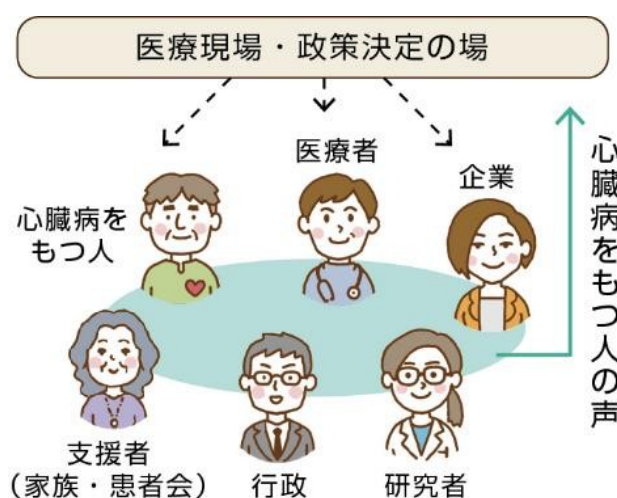 医療現場・政策決定の場
医療者
企業
心臓病を
もつ人
心臓病をもつ人の声
支援者
（家族・患者会）
行政
研究者